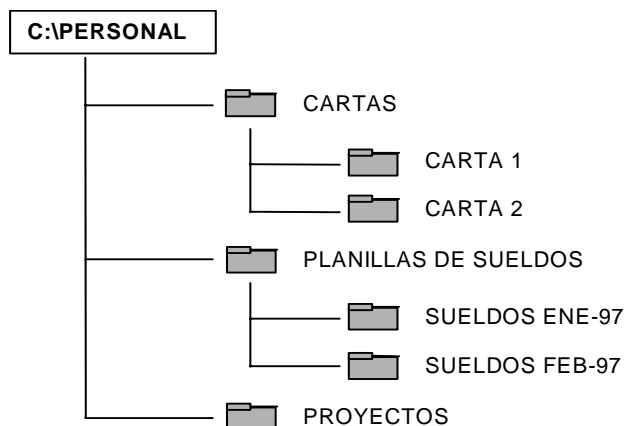 C:\PERSONAL
CARTAS
CARTA 1
CARTA 2
PLANILLAS DE SUELDOS
SUELDOS ENE-97
SUELDOS FEB-97
PROYECTOS